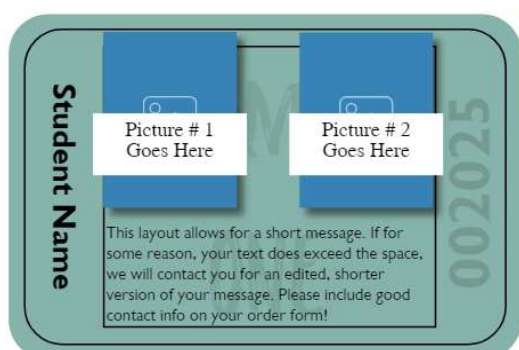 Student Name
Picture # 1
Goes Here
Picture # 2
Goes Here
This layout allows for a short message. If for
some reason, your text does exceed the space,
we will contact you for an edited, shorter
version of your message. Please include good
contact info on your order form!
002025